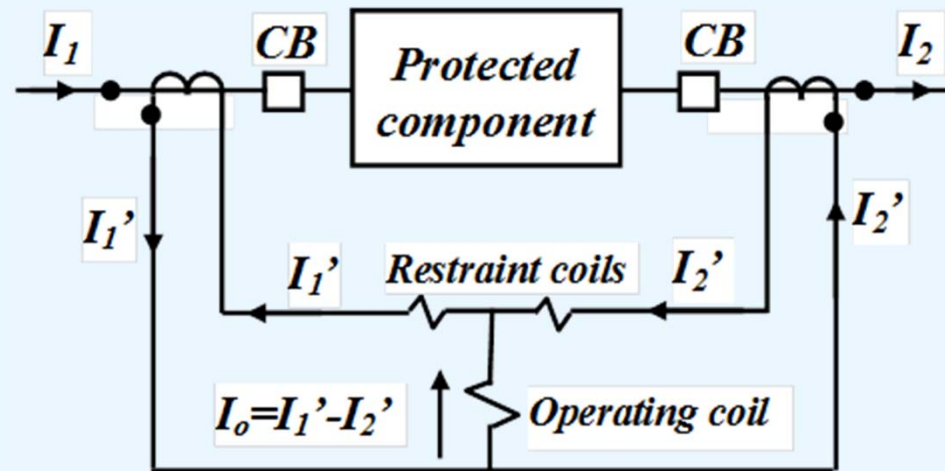 I₁
CB
Protected
component
CB
I₂
I₁’
I₂’
I₁’
Restraint coils
I₂’
Iₒ=I₁’-I₂’
Operating coil